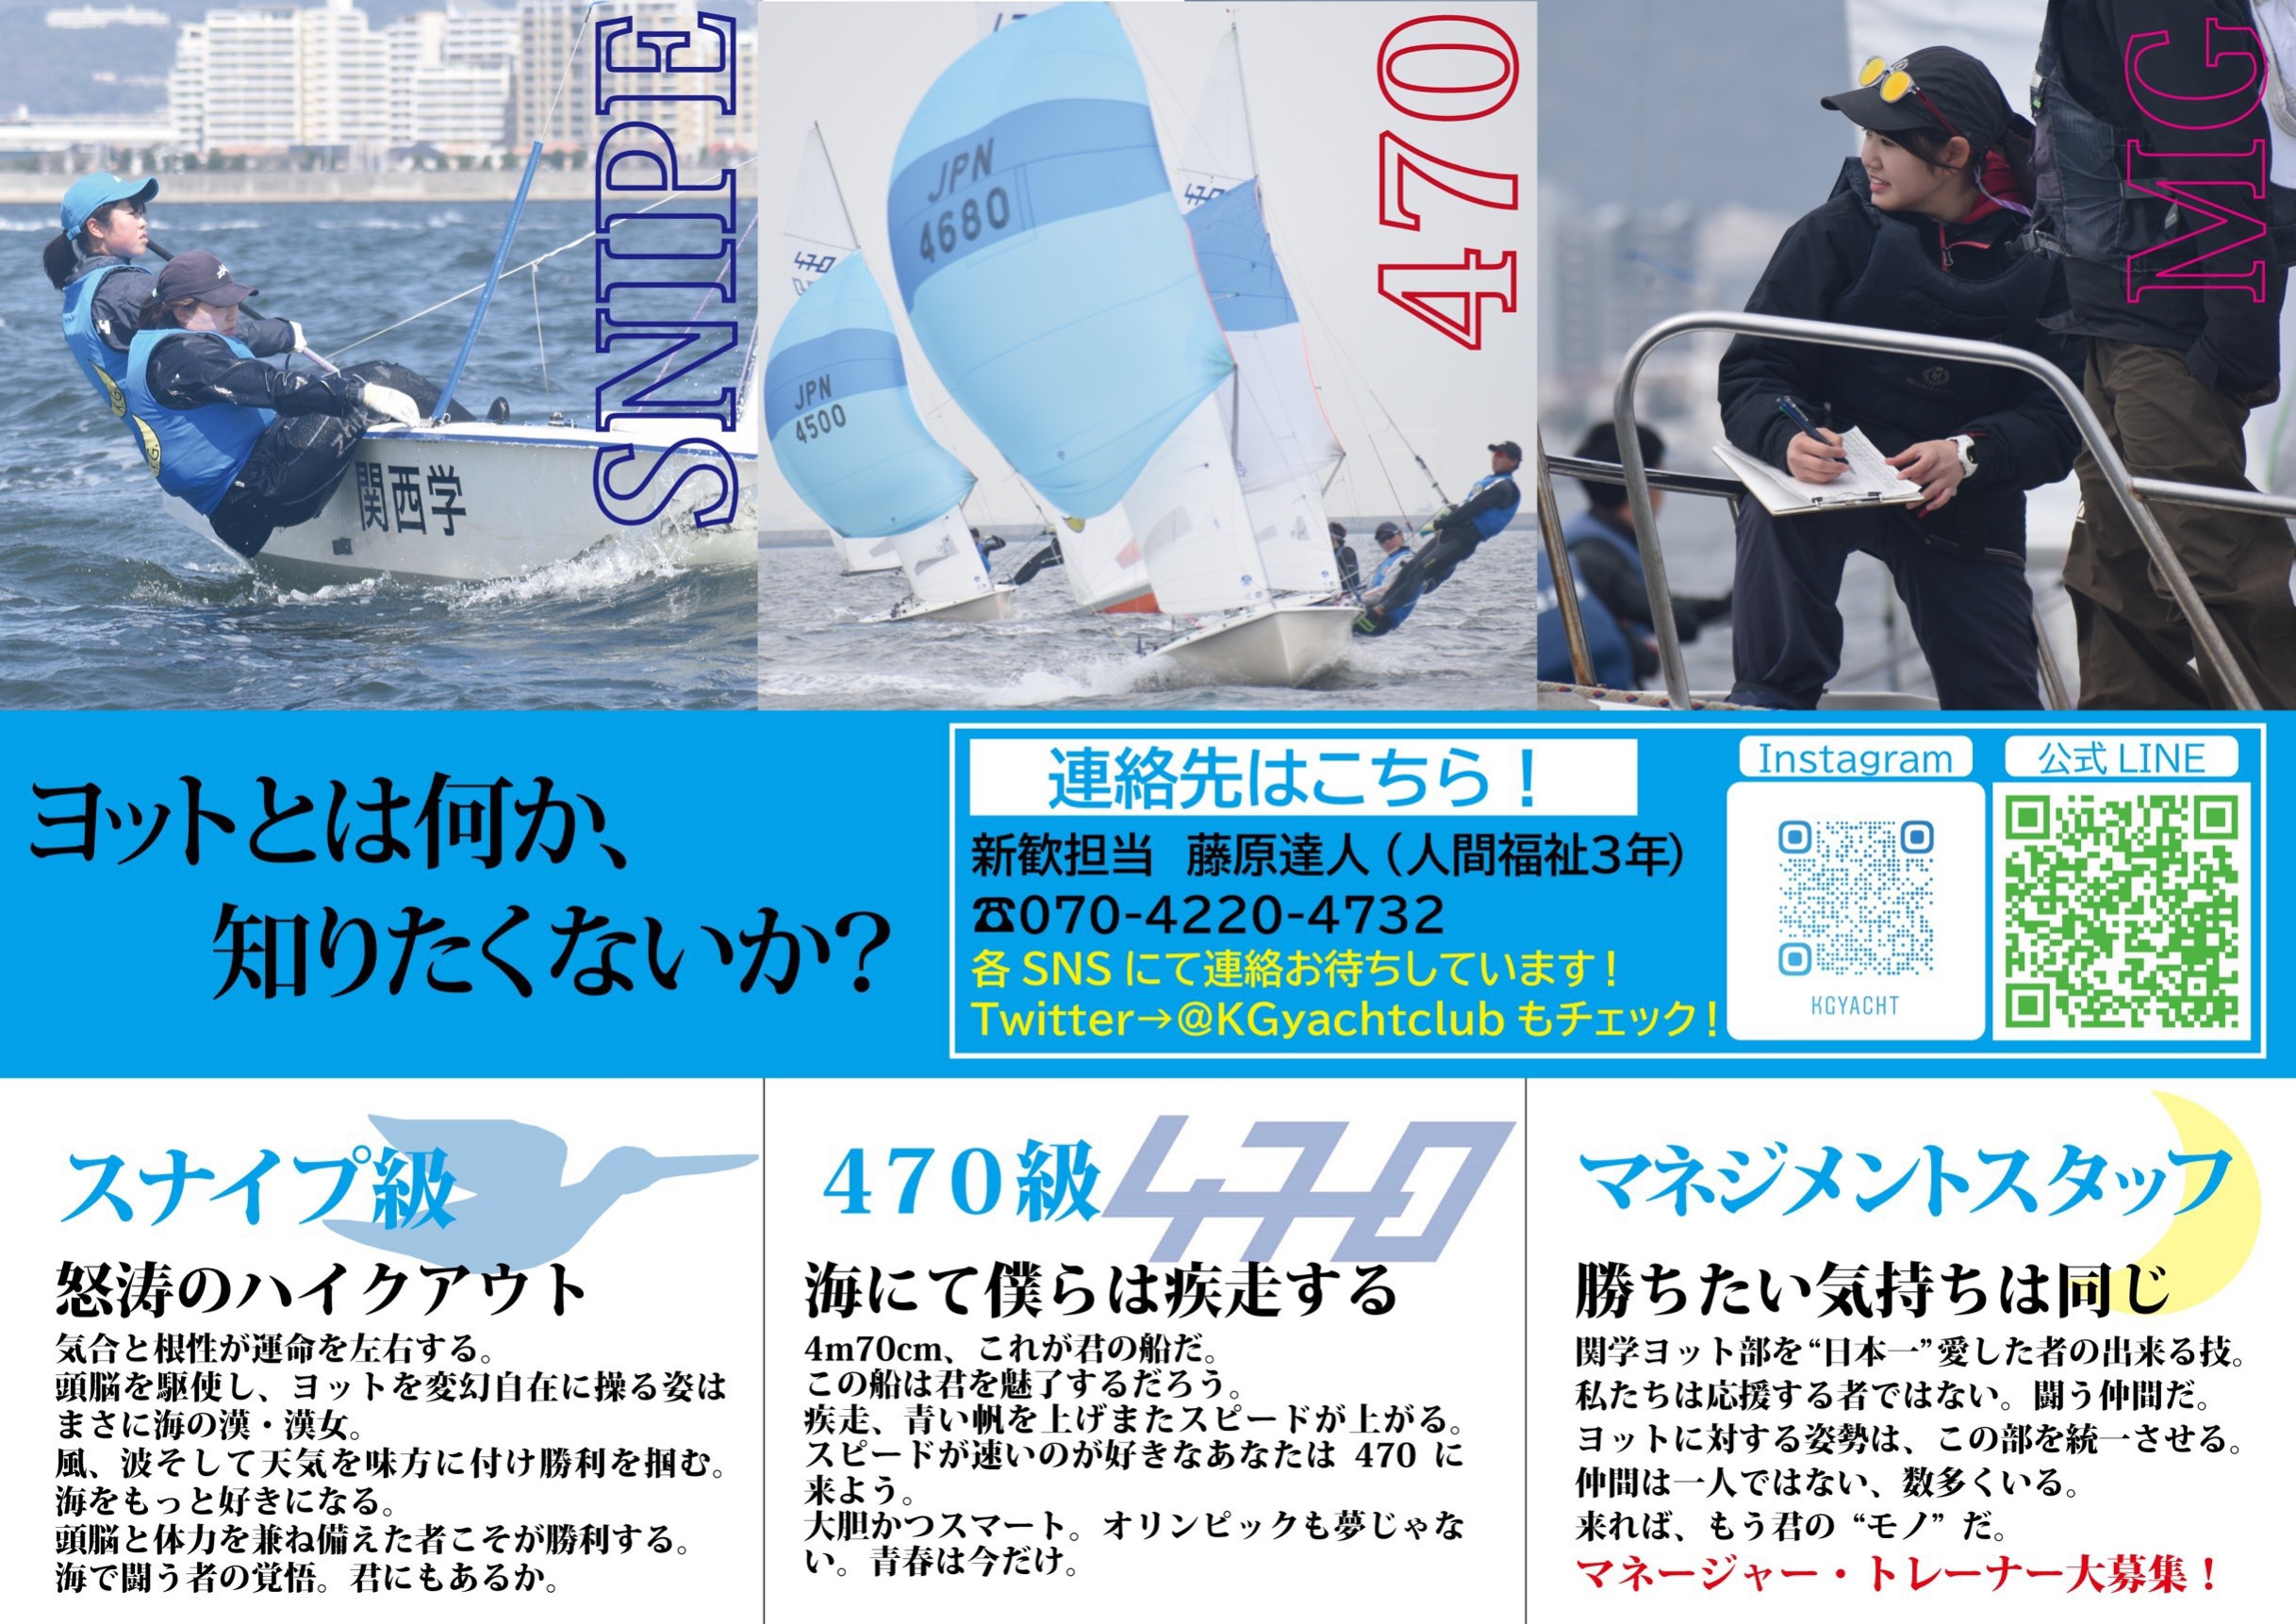 SNIPE
470
MG
JPN
4680
470
470
JPN
4500
関西学
ヨットとは何か、
知りたくないか？
連絡先はこちら！
新歓担当 藤原達人（人間福祉3年）
☎070-4220-4732
各 SNS にて連絡お待ちしています！
Twitter→@KGyachtclub もチェック！
Instagram
KGYACHT
公式 LINE
スナイプ級
怒涛のハイクアウト
気合と根性が運命を左右する。
頭脳を駆使し、ヨットを変幻自在に操る姿は
まさに海の漢・漢女。
風、波そして天気を味方に付け勝利を掴む。
海をもっと好きになる。
頭脳と体力を兼ね備えた者こそが勝利する。
海で闘う者の覚悟。君にもあるか。
470級
470
海にて僕らは疾走する
4m70cm、これが君の船だ。
この船は君を魅了するだろう。
疾走、青い帆を上げまたスピードが上がる。
スピードが速いのが好きなあなたは 470 に
来よう。
大胆かつスマート。オリンピックも夢じゃな
い。青春は今だけ。
マネジメントスタッフ
勝ちたい気持ちは同じ
関学ヨット部を“日本一”愛した者の出来る技。
私たちは応援する者ではない。闘う仲間だ。
ヨットに対する姿勢は、この部を統一させる。
仲間は一人ではない、数多くいる。
来れば、もう君の“モノ”だ。
マネージャー・トレーナー大募集！